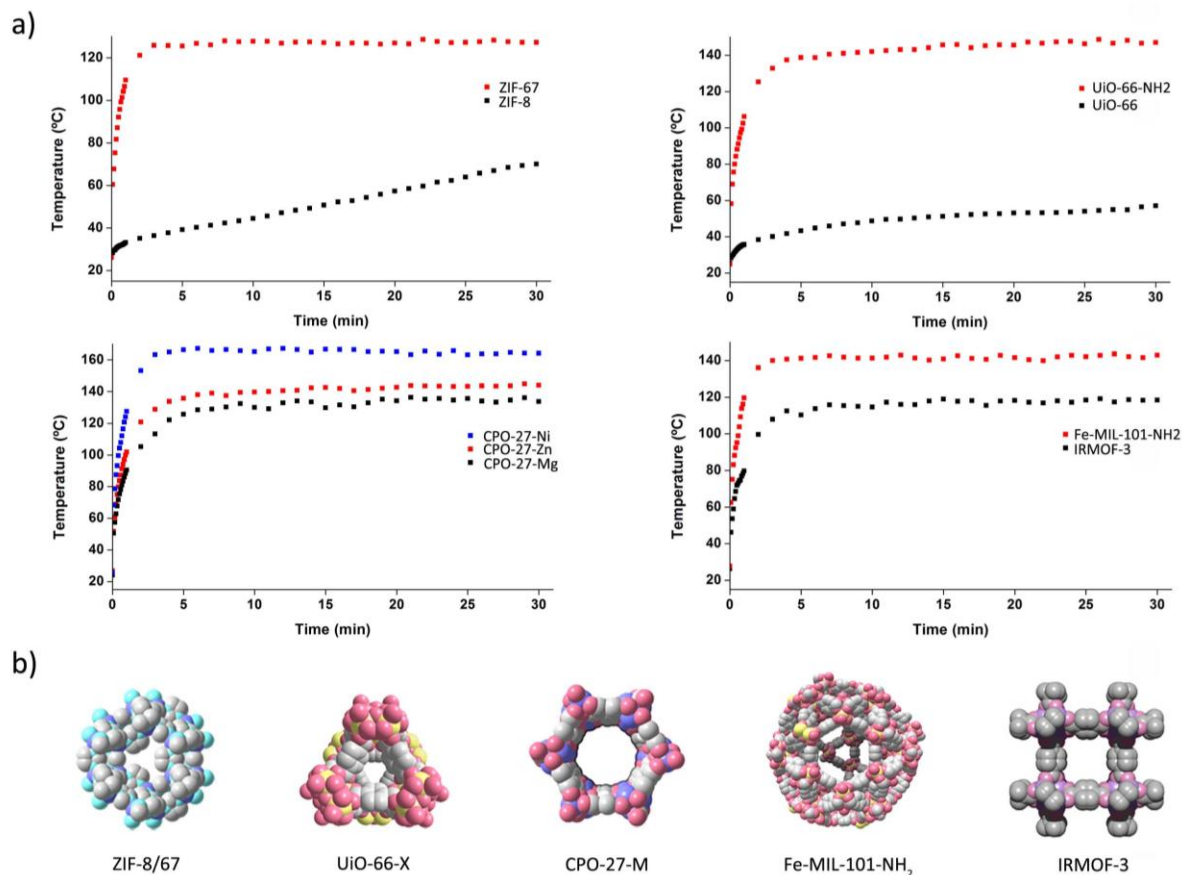 a)
120
100
80
60
40
20
0
5
10
15
20
25
30
Temperature (ºC)
Time (min)
ZIF-67
ZIF-8
140
120
100
80
60
40
20
0
5
10
15
20
25
30
Temperature (ºC)
Time (min)
UiO-66-NH2
UiO-66
160
140
120
100
80
60
40
20
0
5
10
15
20
25
30
Temperature (ºC)
Time (min)
CPO-27-Ni
CPO-27-Zn
CPO-27-Mg
140
120
100
80
60
40
20
0
5
10
15
20
25
30
Temperature (ºC)
Time (min)
Fe-MIL-101-NH2
IRMOF-3
b)
ZIF-8/67
UiO-66-X
CPO-27-M
Fe-MIL-101-NH₂
IRMOF-3